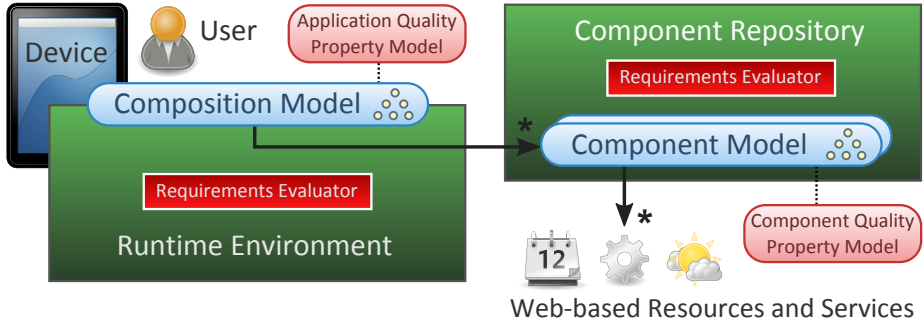 Device
User
Application Quality
Property Model
Composition Model
Requirements Evaluator
Runtime Environment
Component Repository
Requirements Evaluator
*
Component Model
*
Component Quality
Property Model
12
Web-based Resources and Services